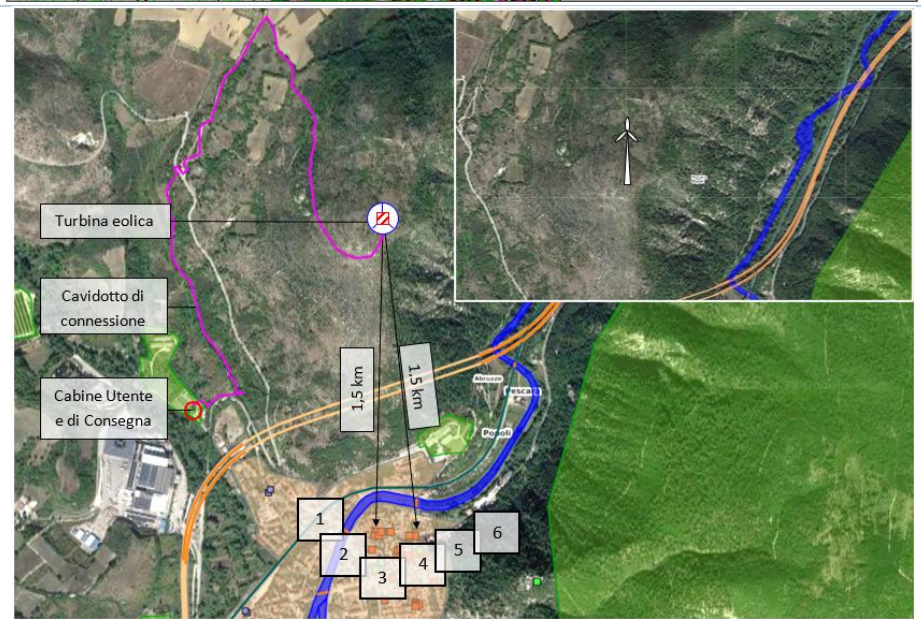 Turbina eolica
Cavidotto di
connessione
Cabine Utente
e di Consegna
1,5 km
1,5 km
Abruzzo
Pescara
Popoli
1
2
3
4
5
6